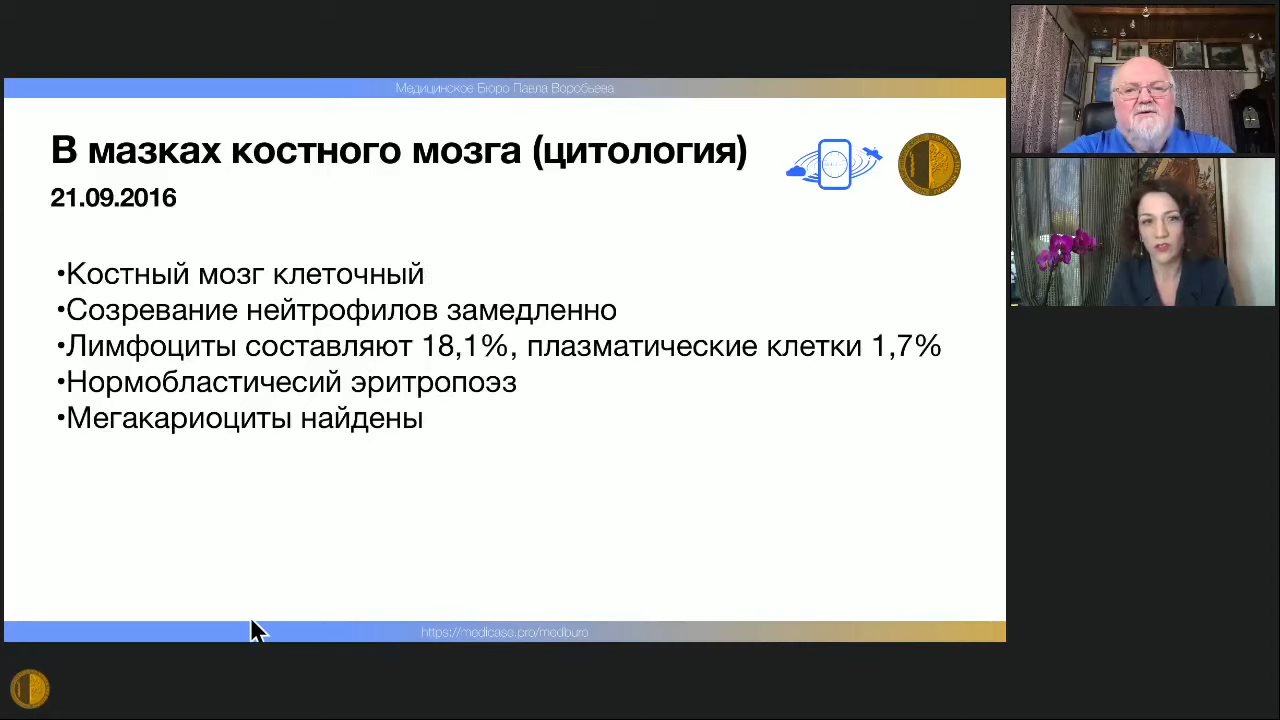 Медицинское Бюро Павла Воробьева
В мазках костного мозга (цитология)
21.09.2016
•Костный мозг клеточный
•Созревание нейтрофилов замедленно
•Лимфоциты составляют 18,1%, плазматические клетки 1,7%
•Нормобластичесий эритропоэз
•Мегакариоциты найдены
https://medicase.pro/medburo